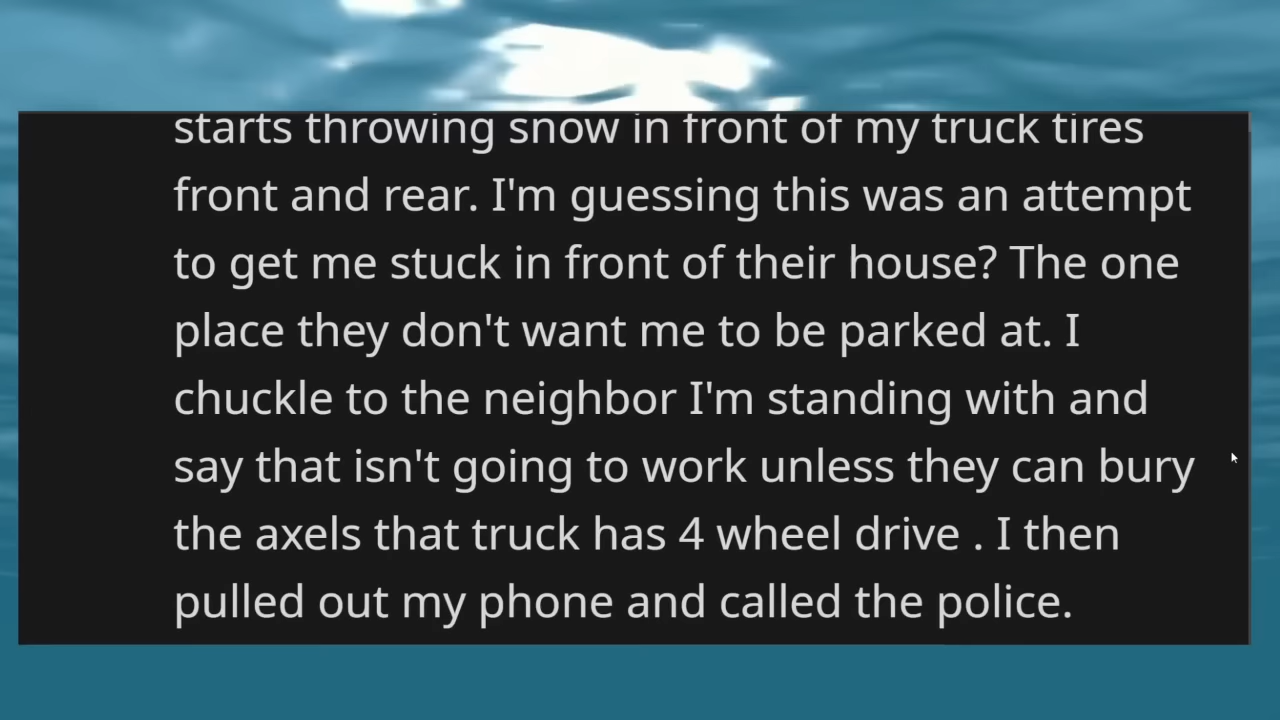 starts throwing snow in front of my truck tires
front and rear. I'm guessing this was an attempt
to get me stuck in front of their house? The one
place they don't want me to be parked at. I
chuckle to the neighbor I'm standing with and
say that isn't going to work unless they can bury
the axels that truck has 4 wheel drive . I then
pulled out my phone and called the police.